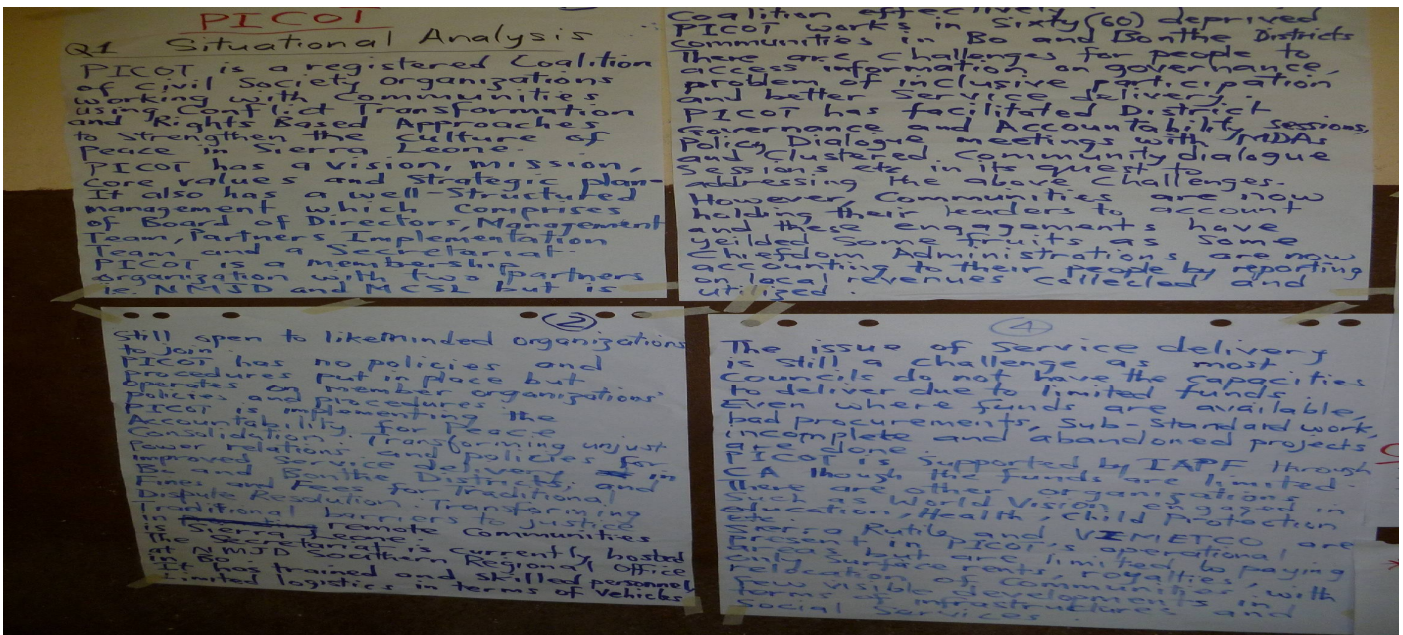 PICOT
Q1 Situational Analysis
PICOT is a registered Coalition
of Civil Society Organizations
working with Communities
using Conflict Transformation
and Rights Based Approaches
to strengthen the Culture of
Peace in Sierra Leone
PICOT has a vision, mission,
core values and strategic plan-
It also has a well-structured
management which comprises
of Board of Directors, Management
Team, Partners Implementation
Team and a Secretariat
PICOT is a membership
organization with two partners
ie. NMJD and MCSL but is
(2)
Still open to likeminded organizations
to join.
PICOT has no policies and
procedures put in place but
operates on member organizations'
policies and procedures
PICOT is implementing the
Accountability for Peace
Consolidation. Transforming unjust
Power relations and policies for
improved service delivery in
Bo and Bonthe Districts; and
Fines and Fees for Traditional
Dispute Resolution. Transforming
Traditional barriers to justice
in remote Communities
Sierra Leone
The Secretariat is currently hosted
at NMJD Southern Regional Office
It has trained and skilled personnel
Limited logistics in terms of vehicles
Coalition effectively
PICOT works in Sixty (60) deprived
Communities in Bo and Bonthe Districts
There are challenges for people to
access information on governance,
problem of inclusive participation
and better service delivery
PICOT has facilitated District
Governance and Accountability Sessions,
Policy Dialogue meetings with MDAs
and Clustered Community dialogue
Sessions etc in its quest to
addressing the above challenges.
However, Communities are now
holding their leaders to account
and these engagements have
yeilded some fruits as some
Chiefdom Administrations are now
accounting to their people by reporting
on local revenues collected and
utilized.
(4)
The issue of service delivery
is still a challenge as most
Councils do not have the capacities
to deliver due to limited funds.
Even where funds are available,
bad procurements, Sub-standard work,
incomplete and abandoned projects
are done
PICOT is supported by IAPF through
CA though the funds are limited.
There are other organizations
Such as World Vision engaged in
education, Health, Child Protection
etc.
Sierra Rutile and VIMETCO are
present in PICOT's operational
areas but are limited to paying
only surface rents, royalties,
relocation of Communities with
few visible developments in
terms of infrastructures and
Social Services.